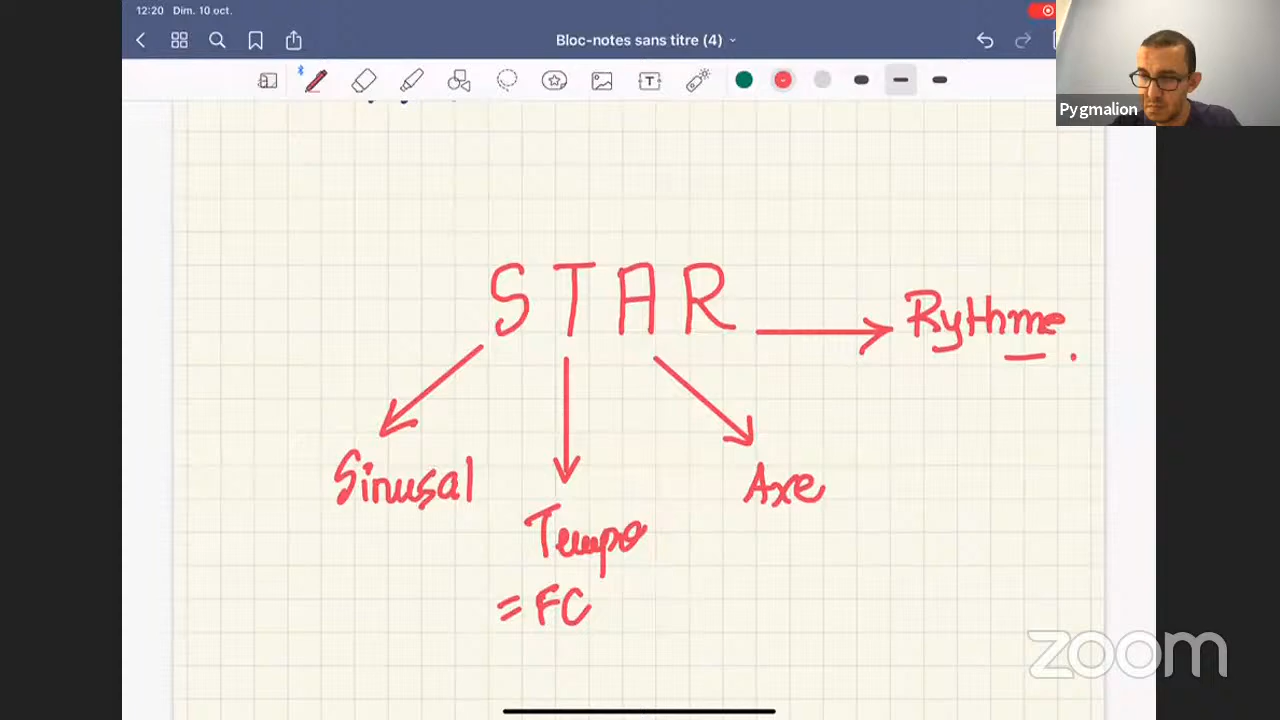 12:20 Dim. 10 oct.
Bloc-notes sans titre (4)
Pygmalion
STAR
Rythme.
Sinusal
Axe
Tempo
= FC
zoom